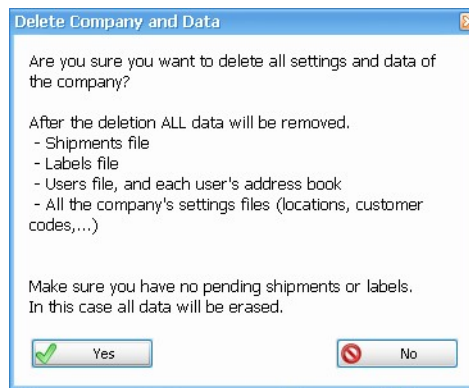 Delete Company and Data
Are you sure you want to delete all settings and data of
the company?
After the deletion ALL data will be removed.
- Shipments file
- Labels file
- Users file, and each user's address book
- All the company's settings files (locations, customer
codes,...)
Make sure you have no pending shipments or labels.
In this case all data will be erased.
Yes
No